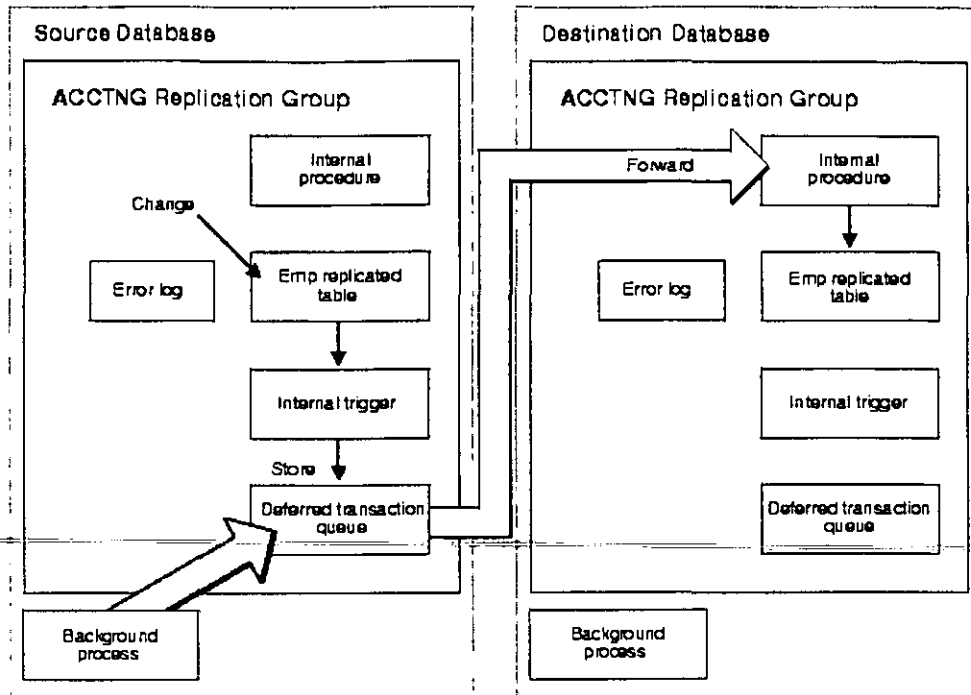 Source Database
ACCTNG Replication Group
Internal
procedure
Change
Error log
Emp replicated
table
Internal trigger
Store
Deferred transaction
queue
Background
process
Forward
Destination Database
ACCTNG Replication Group
Internal
procedure
Error log
Emp replicated
table
Internal trigger
Deferred transaction
queue
Background
process